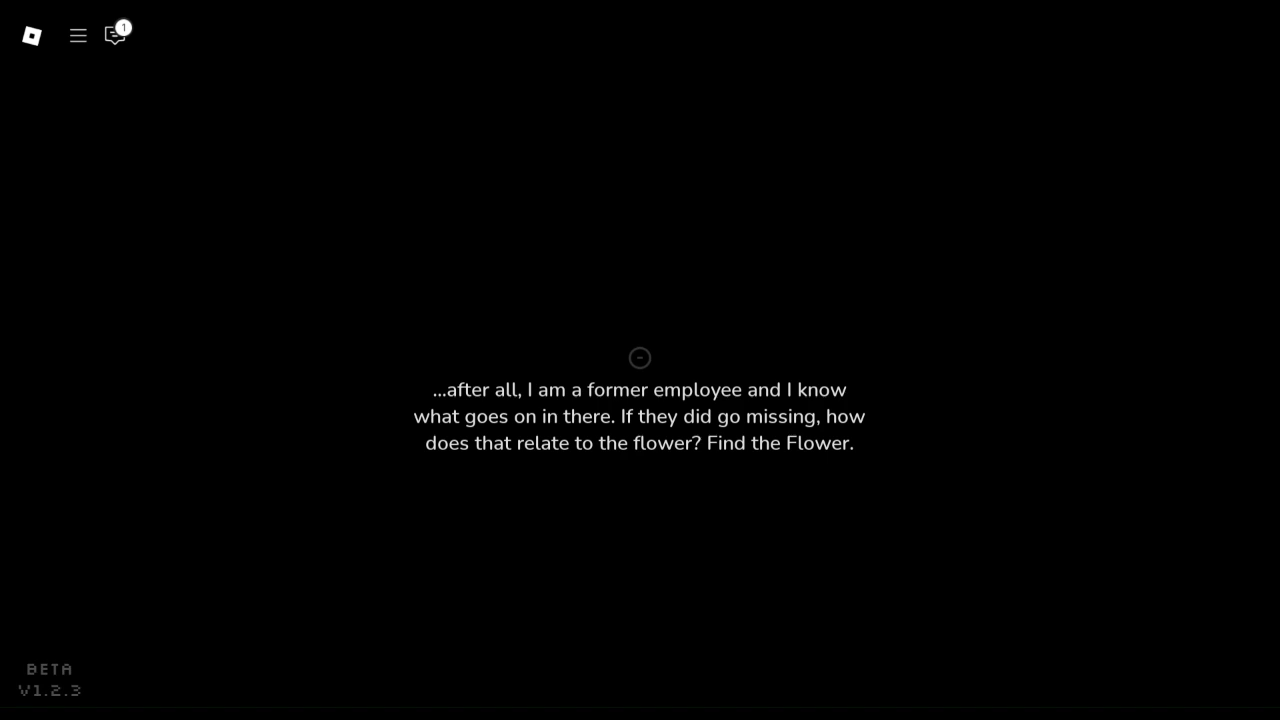 1
...after all, I am a former employee and I know
what goes on in there. If they did go missing, how
does that relate to the flower? Find the Flower.
BETA
V1.2.3